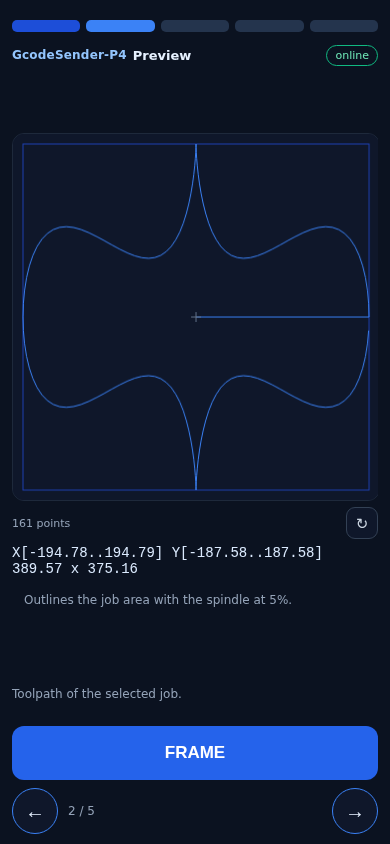 GcodeSender-P4 Preview online
161 points ↻
X[-194.78..194.79] Y[-187.58..187.58]
389.57 x 375.16
Outlines the job area with the spindle at 5%.
Toolpath of the selected job.
FRAME
← 2 / 5 →